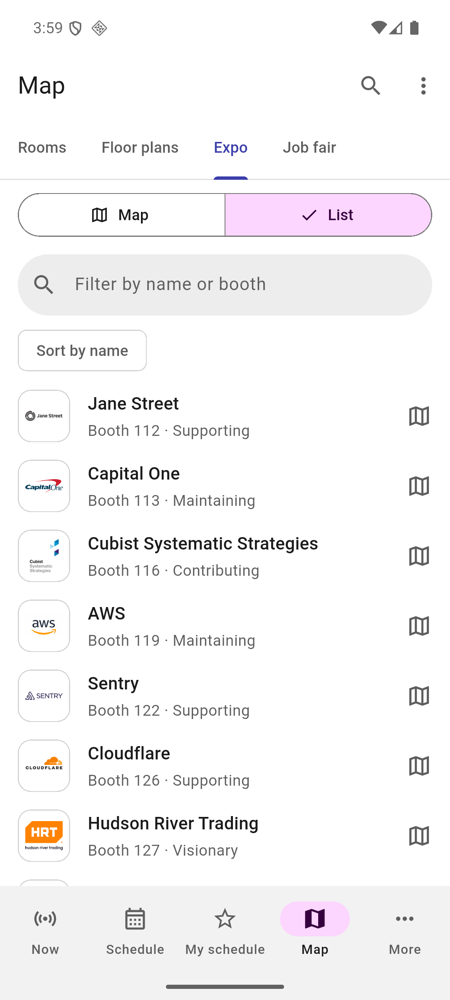 3:59
Map
Rooms Floor plans Expo Job fair
Map List
Filter by name or booth
Sort by name
Jane Street
Jane Street
Booth 112 · Supporting
Capital One
Capital One
Booth 113 · Maintaining
Cubist Systematic Strategies
Cubist
Systematic
Strategies
Booth 116 · Contributing
AWS
aws
Booth 119 · Maintaining
Sentry
SENTRY
Booth 122 · Supporting
Cloudflare
CLOUDFLARE
Booth 126 · Supporting
Hudson River Trading
HRT
hudson river trading
Booth 127 · Visionary
Now Schedule My schedule Map More